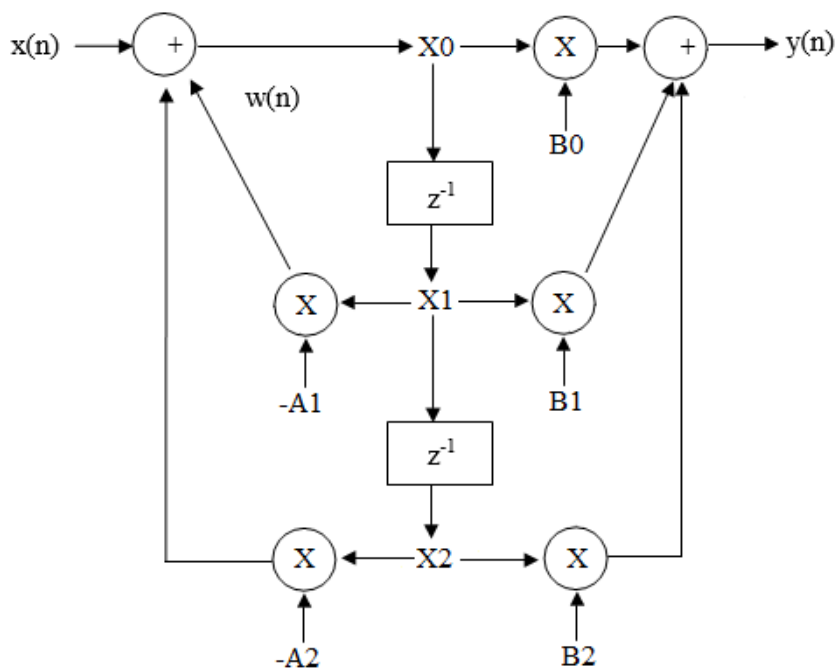 x(n) + X0 X + y(n)
w(n)
B0
z⁻¹
X X1 X
-A1 B1
z⁻¹
X X2 X
-A2 B2